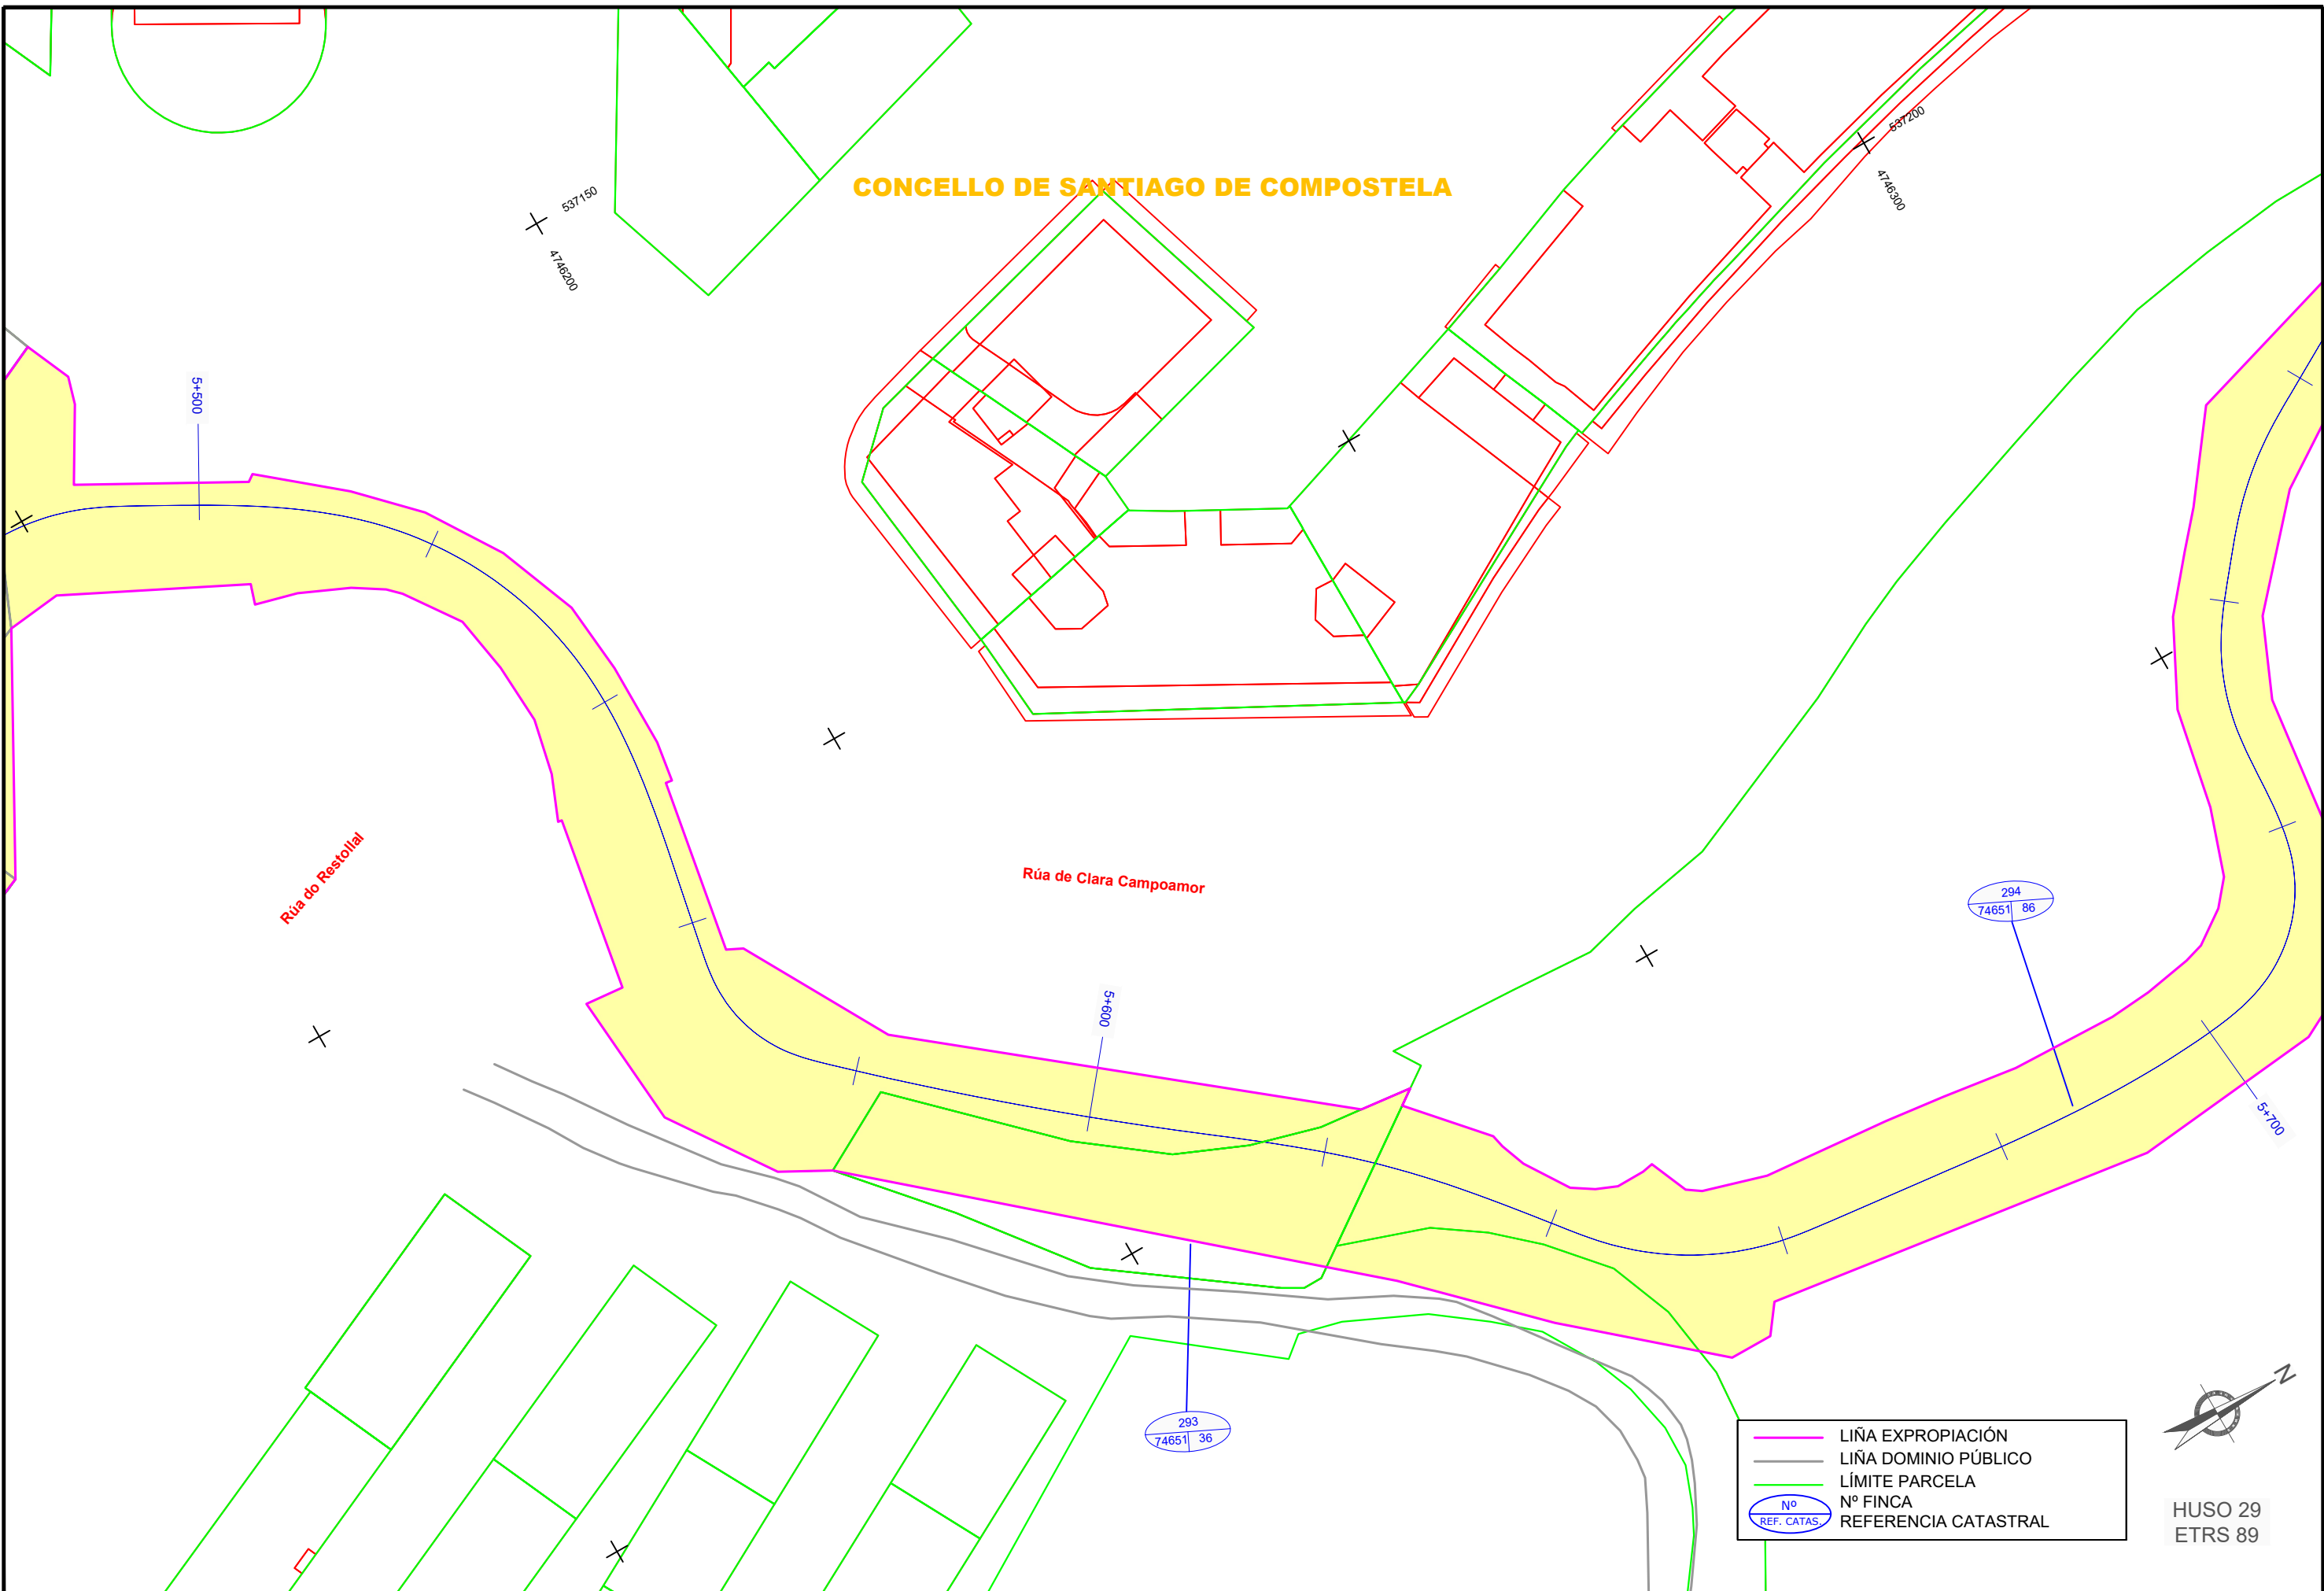 CONCELLO DE SANTIAGO DE COMPOSTELA
537200
4746300
537150
4746200
5+500
Rúa do Restollal
Rúa de Clara Campoamor
294
74651 86
5+600
5+700
293
74651 36
N
LIÑA EXPROPIACIÓN
LIÑA DOMINIO PÚBLICO
LÍMITE PARCELA
Nº
REF. CATAS.
Nº FINCA
REFERENCIA CATASTRAL
HUSO 29
ETRS 89